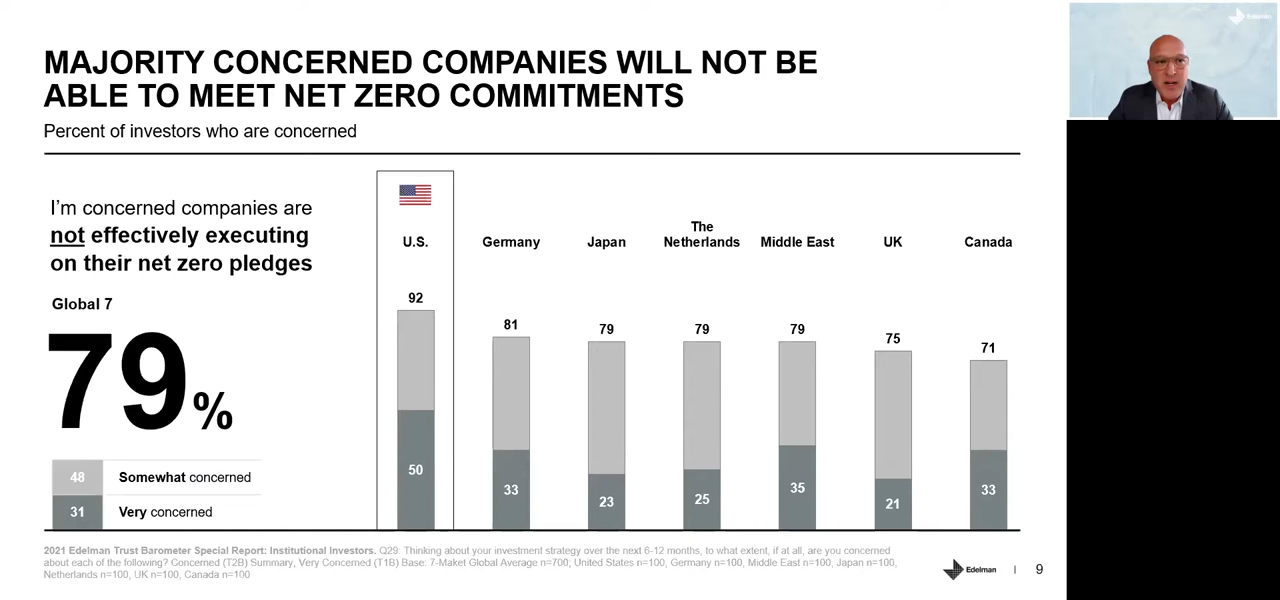 MAJORITY CONCERNED COMPANIES WILL NOT BE
ABLE TO MEET NET ZERO COMMITMENTS
Percent of investors who are concerned
I'm concerned companies are
not effectively executing
on their net zero pledges
Global 7
79%
48 Somewhat concerned
31 Very concerned
U.S. Germany Japan The Netherlands Middle East UK Canada
92 81 79 79 79 75 71
50 33 23 25 35 21 33
2021 Edelman Trust Barometer Special Report: Institutional Investors. Q29: Thinking about your investment strategy over the next 6-12 months, to what extent, if at all, are you concerned
about each of the following? Concerned (T2B) Summary, Very Concerned (T1B) Base: 7-Maket Global Average n=700; United States n=100, Germany n=100, Middle East n=100, Japan n=100,
Netherlands n=100, UK n=100, Canada n=100
Edelman | 9
Edelman